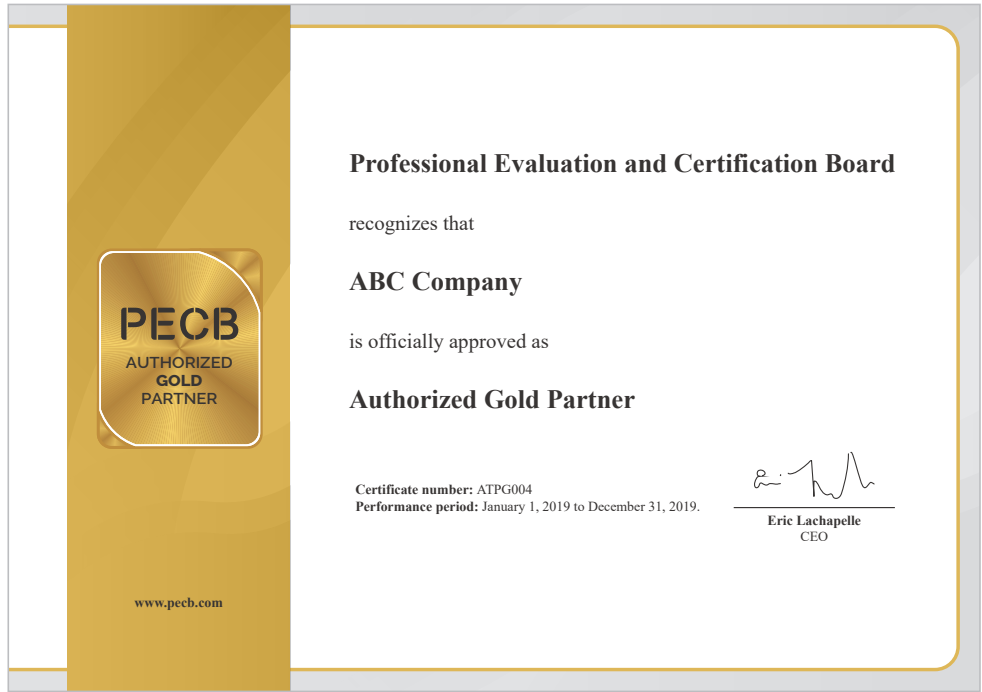 Professional Evaluation and Certification Board
recognizes that
ABC Company
is officially approved as
Authorized Gold Partner
PECB
AUTHORIZED
GOLD
PARTNER
Certificate number: ATPG004
Performance period: January 1, 2019 to December 31, 2019.
Eric Lachapelle
CEO
www.pecb.com